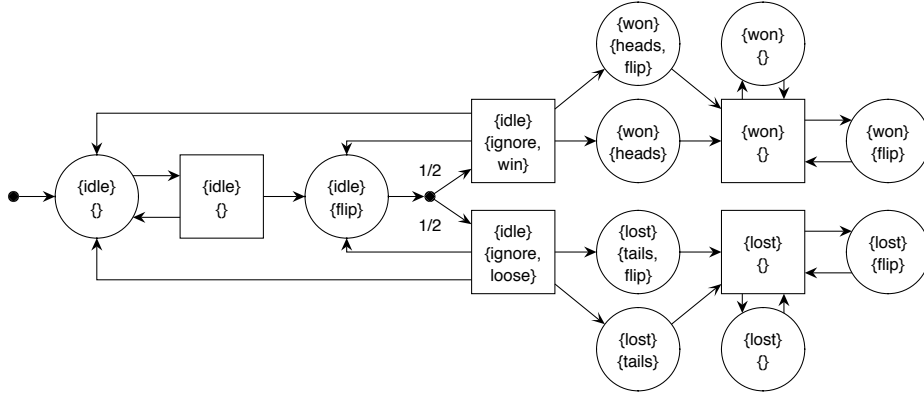 {won}
{heads,
flip}
{won}
{}
{idle}
{ignore,
win}
{won}
{heads}
{won}
{}
{won}
{flip}
1/2
{idle}
{}
{idle}
{}
{idle}
{flip}
1/2
{idle}
{ignore,
loose}
{lost}
{tails,
flip}
{lost}
{}
{lost}
{flip}
{lost}
{tails}
{lost}
{}